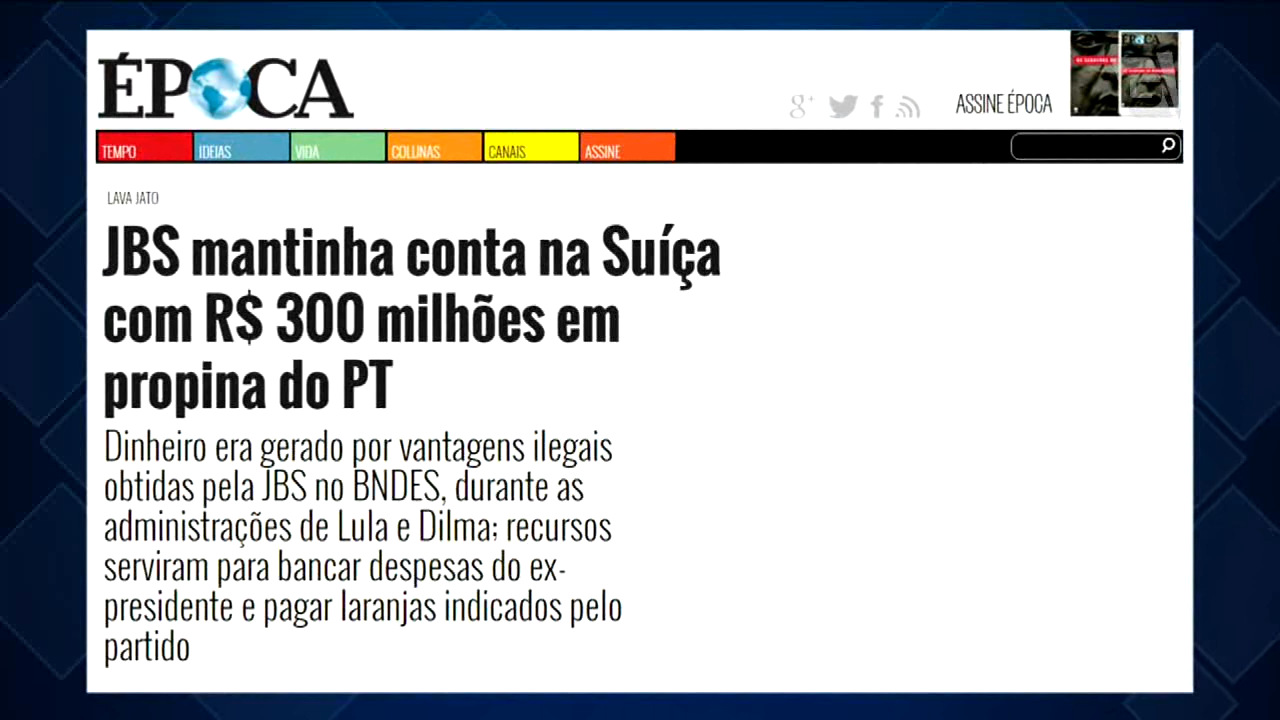 ÉPOCA
ASSINE ÉPOCA
TEMPO
IDEIAS
VIDA
COLUNAS
CANAIS
ASSINE
LAVA JATO
JBS mantinha conta na Suíça
com R$ 300 milhões em
propina do PT
Dinheiro era gerado por vantagens ilegais
obtidas pela JBS no BNDES, durante as
administrações de Lula e Dilma; recursos
serviram para bancar despesas do ex-
presidente e pagar laranjas indicados pelo
partido